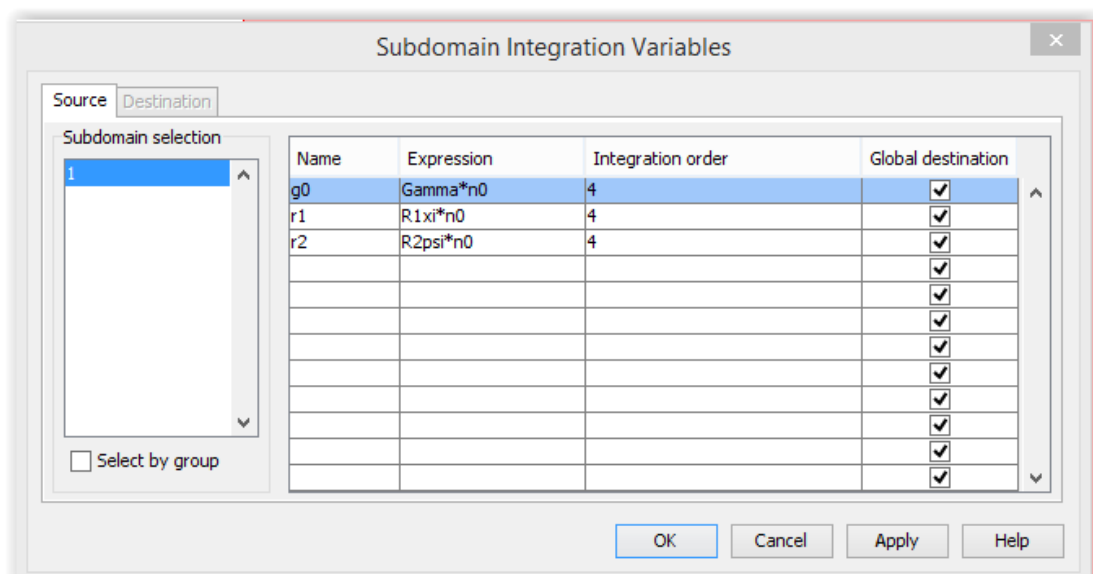 Subdomain Integration Variables
Source Destination
Subdomain selection
1
Select by group
Name Expression Integration order Global destination
g0 Gamma*n0 4
r1 R1xi*n0 4
r2 R2psi*n0 4
OK Cancel Apply Help